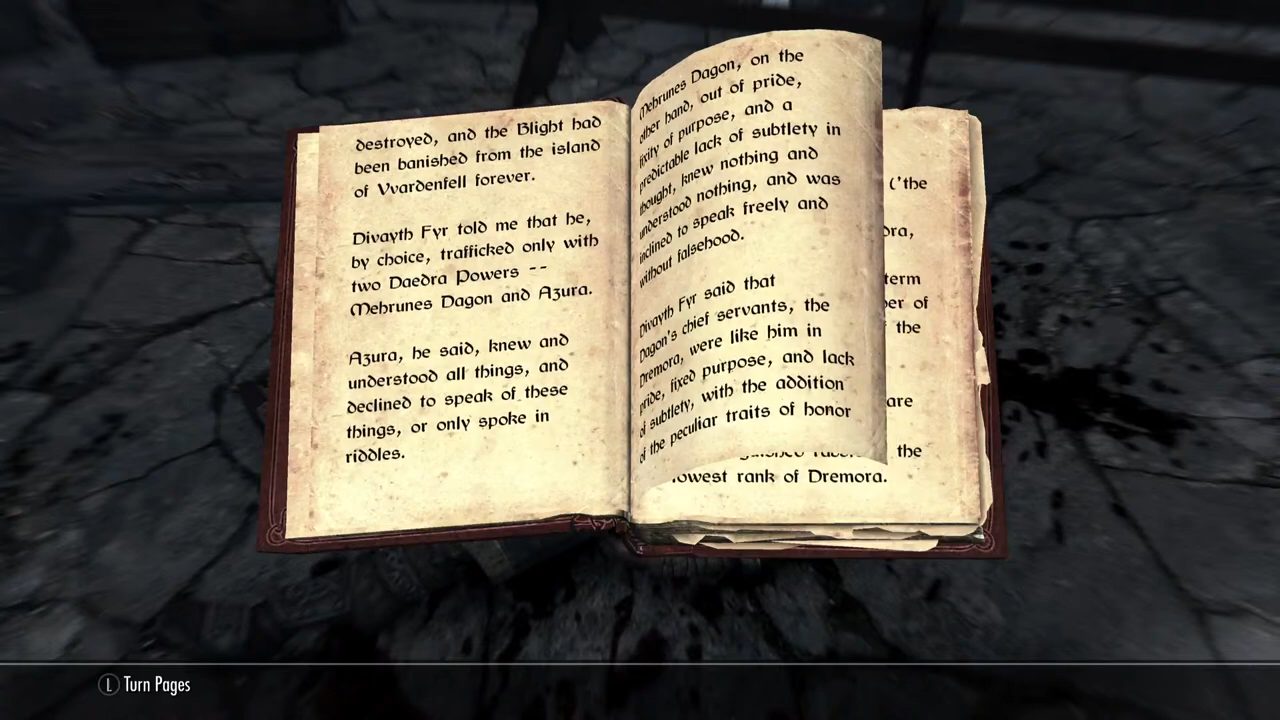 destroyed, and the Blight had
been banished from the island
of Vvardenfell forever.
Divayth Fyr told me that he,
by choice, trafficked only with
two Daedra Powers --
Mehrunes Dagon and Azura.
Azura, he said, knew and
understood all things, and
declined to speak of these
things, or only spoke in
riddles.
Mehrunes Dagon, on the
other hand, out of pride,
fixity of purpose, and a
predictable lack of subtlety in
thought, knew nothing and
understood nothing, and was
inclined to speak freely and
without falsehood.
Divayth Fyr said that
Dagon's chief servants, the
Dremora, were like him in
pride, fixed purpose, and lack
of subtlety, with the addition
of the peculiar traits of honor
('the
term
of
the
are
the
lowest rank of Dremora.
L Turn Pages